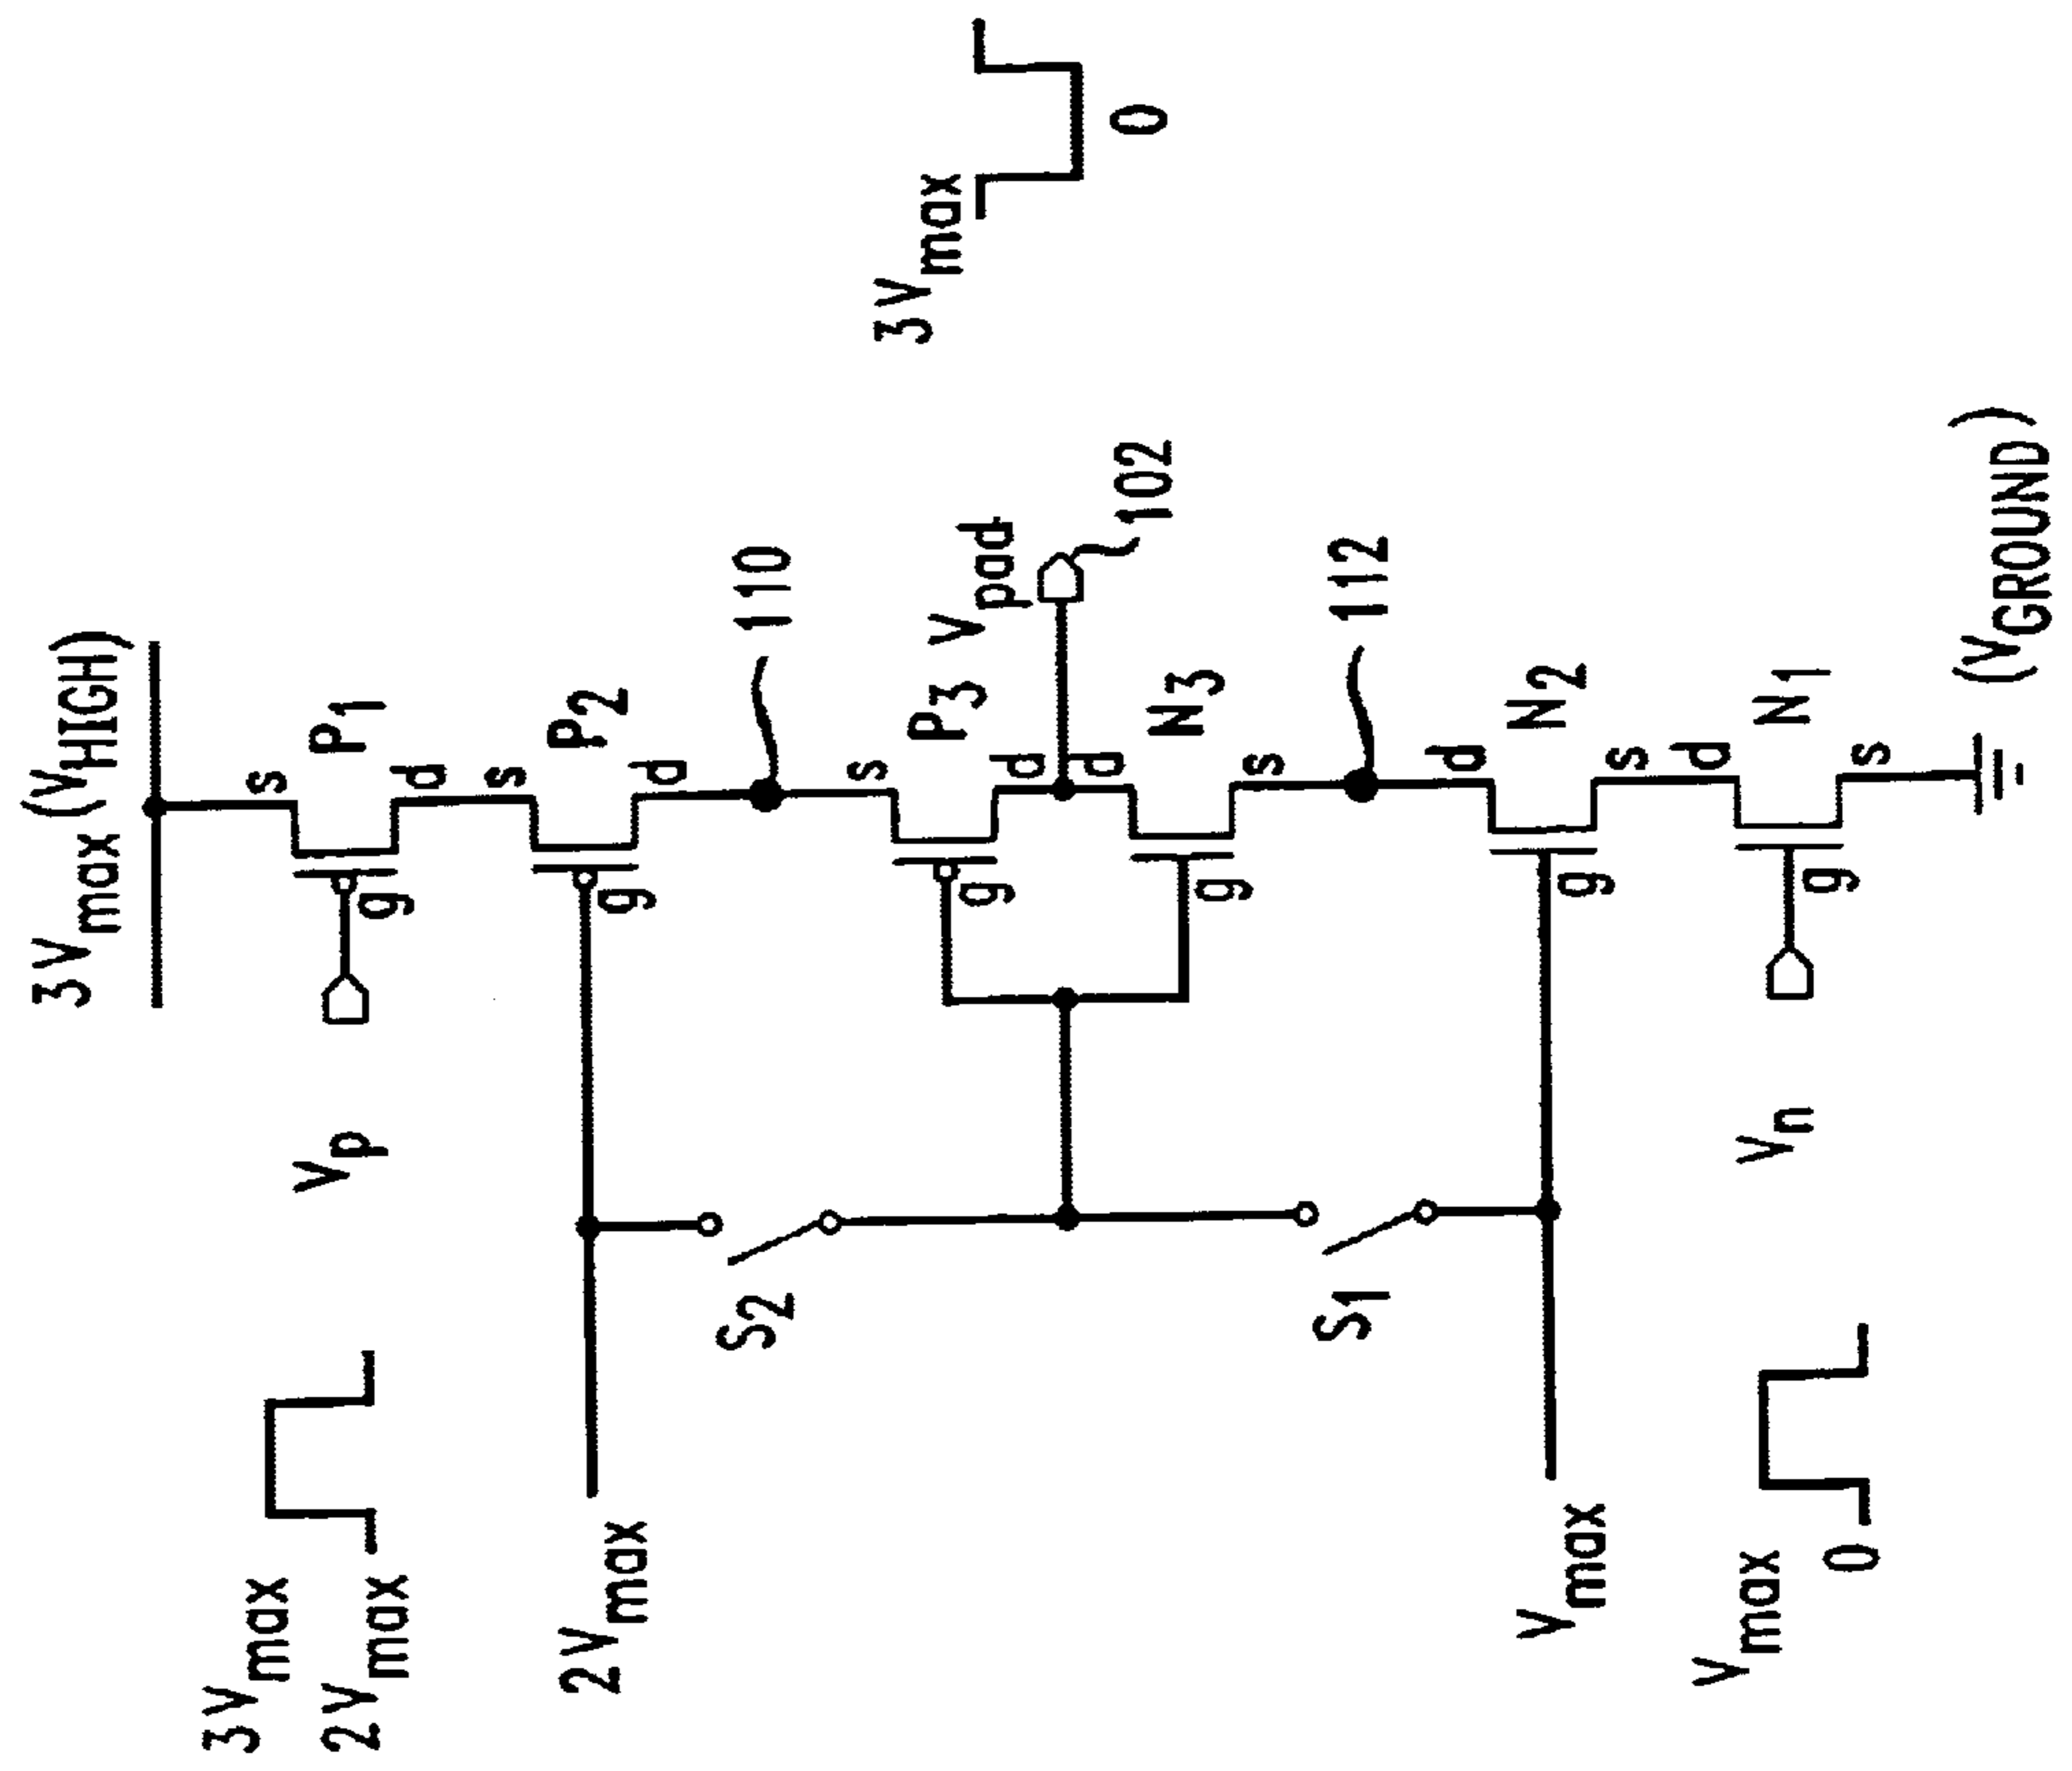 3Vmax (VHIGH)
s
P1
3Vmax
Vp
g
d
2Vmax
s
P2
2Vmax
g
d
110
S2
s
P3
g
d
Vpad
102
3Vmax
0
d
N3
g
s
112
S1
d
N2
Vmax
g
s
d
N1
Vmax
Vn
g
0
s
(VGROUND)